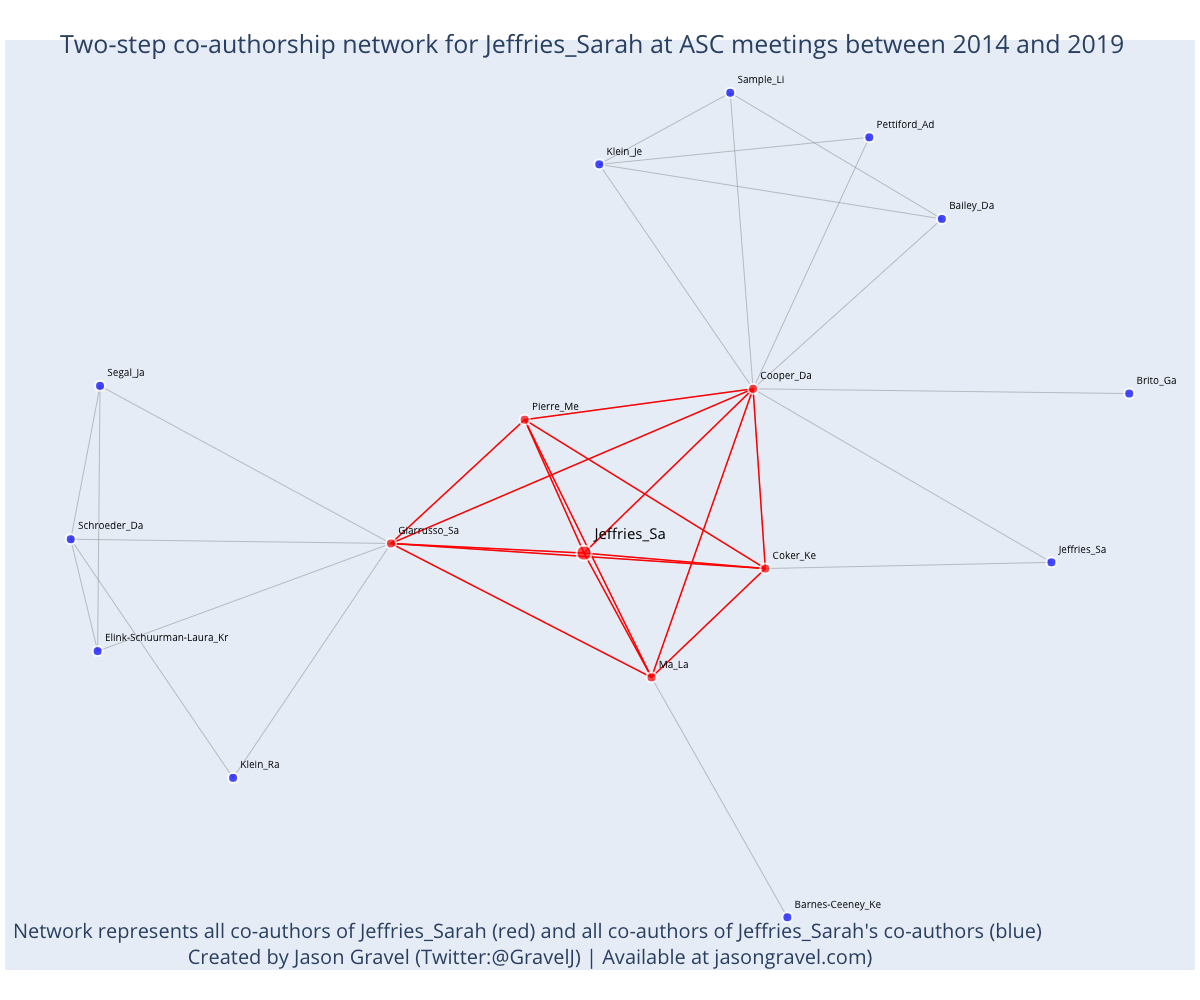 Two-step co-authorship network for Jeffries_Sarah at ASC meetings between 2014 and 2019
Sample_Li
Pettiford_Ad
Klein_Je
Bailey_Da
Segal_Ja
Cooper_Da
Brito_Ga
Pierre_Me
Schroeder_Da
Giarrusso_Sa
Jeffries_Sa
Coker_Ke
Jeffries_Sa
Elink-Schuurman-Laura_Kr
Ma_La
Klein_Ra
Barnes-Ceeney_Ke
Network represents all co-authors of Jeffries_Sarah (red) and all co-authors of Jeffries_Sarah's co-authors (blue)
Created by Jason Gravel (Twitter:@GravelJ) | Available at jasongravel.com)